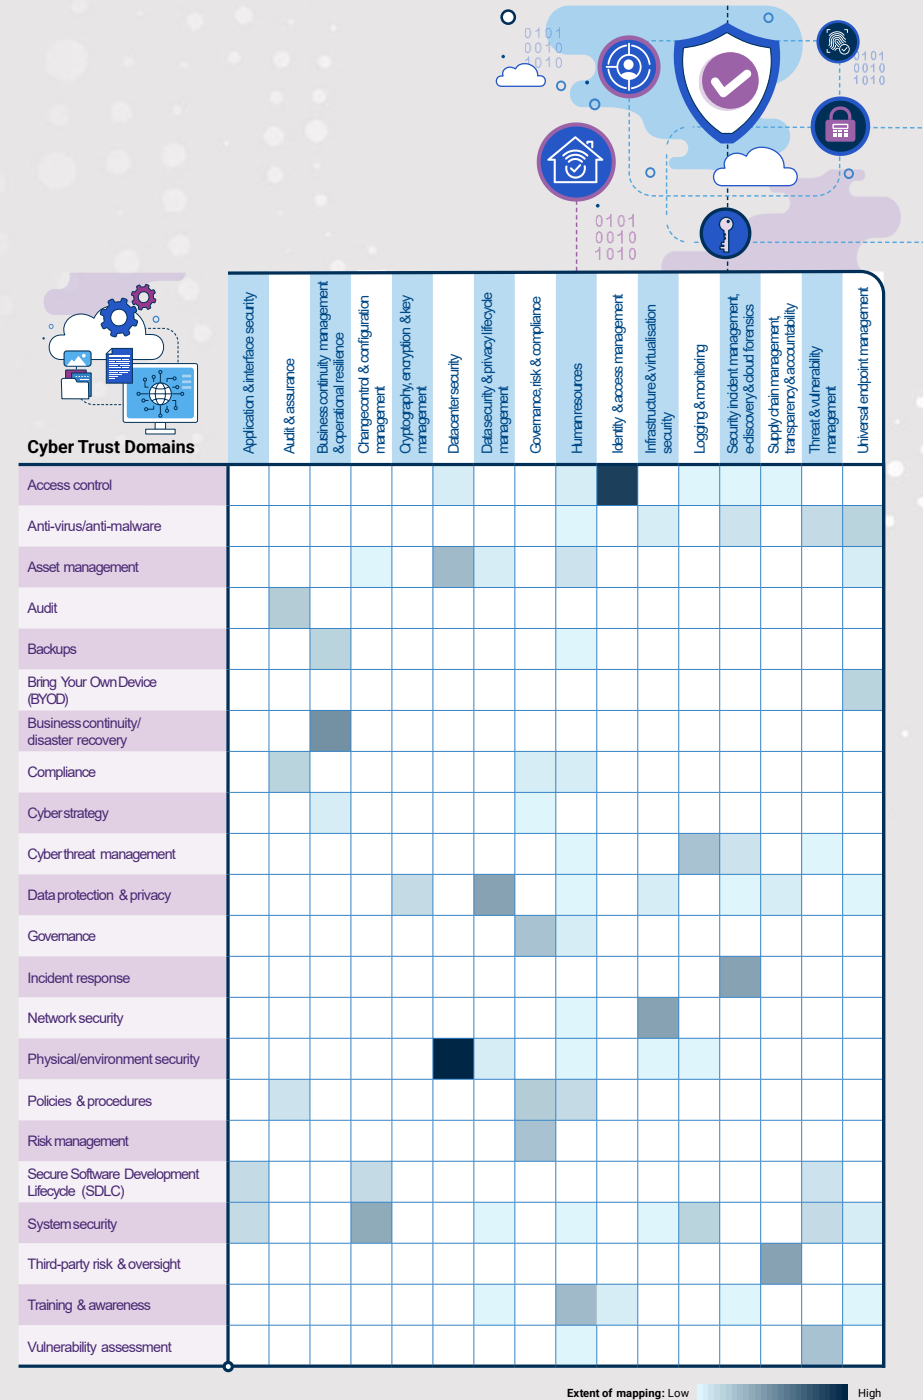 0101
0010
1010
0101
0010
1010
0101
0010
1010
Cyber Trust Domains
Application & interface security
Audit & assurance
Business continuity management
& operational resilience
Change control & configuration
management
Cryptography, encryption & key
management
Datacenter security
Data security & privacy lifecycle
management
Governance, risk & compliance
Human resources
Identity & access management
Infrastructure & virtualisation
security
Logging & monitoring
Security incident management,
e-discovery & cloud forensics
Supply chain management,
transparency & accountability
Threat & vulnerability
management
Universal endpoint management
Access control
Anti-virus/anti-malware
Asset management
Audit
Backups
Bring Your Own Device
(BYOD)
Business continuity/
disaster recovery
Compliance
Cyber strategy
Cyber threat management
Data protection & privacy
Governance
Incident response
Network security
Physical/environment security
Policies & procedures
Risk management
Secure Software Development
Lifecycle (SDLC)
System security
Third-party risk & oversight
Training & awareness
Vulnerability assessment
Extent of mapping: Low High